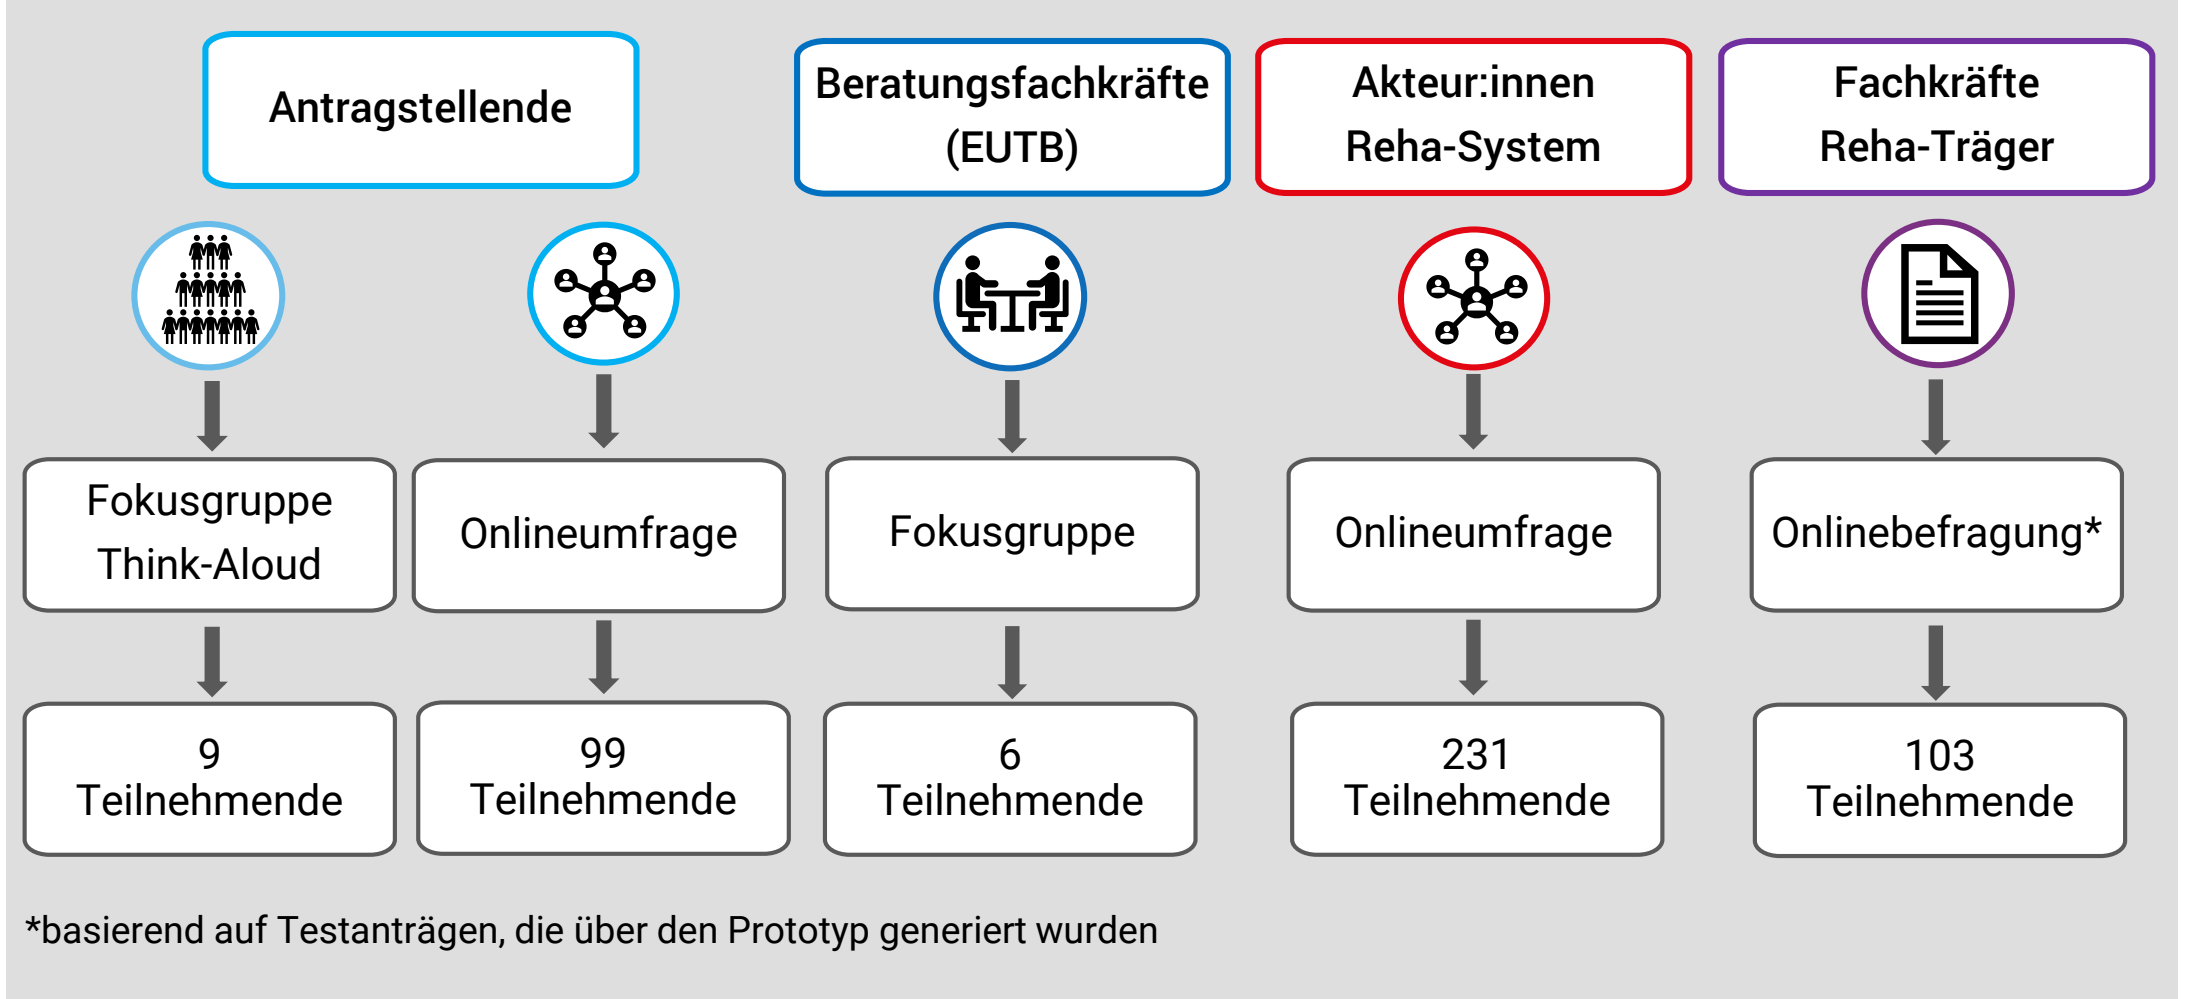 Antragstellende
Beratungsfachkräfte
(EUTB)
Akteur:innen
Reha-System
Fachkräfte
Reha-Träger
Fokusgruppe
Think-Aloud
Onlineumfrage
Fokusgruppe
Onlineumfrage
Onlinebefragung*
9
Teilnehmende
99
Teilnehmende
6
Teilnehmende
231
Teilnehmende
103
Teilnehmende
*basierend auf Testanträgen, die über den Prototyp generiert wurden